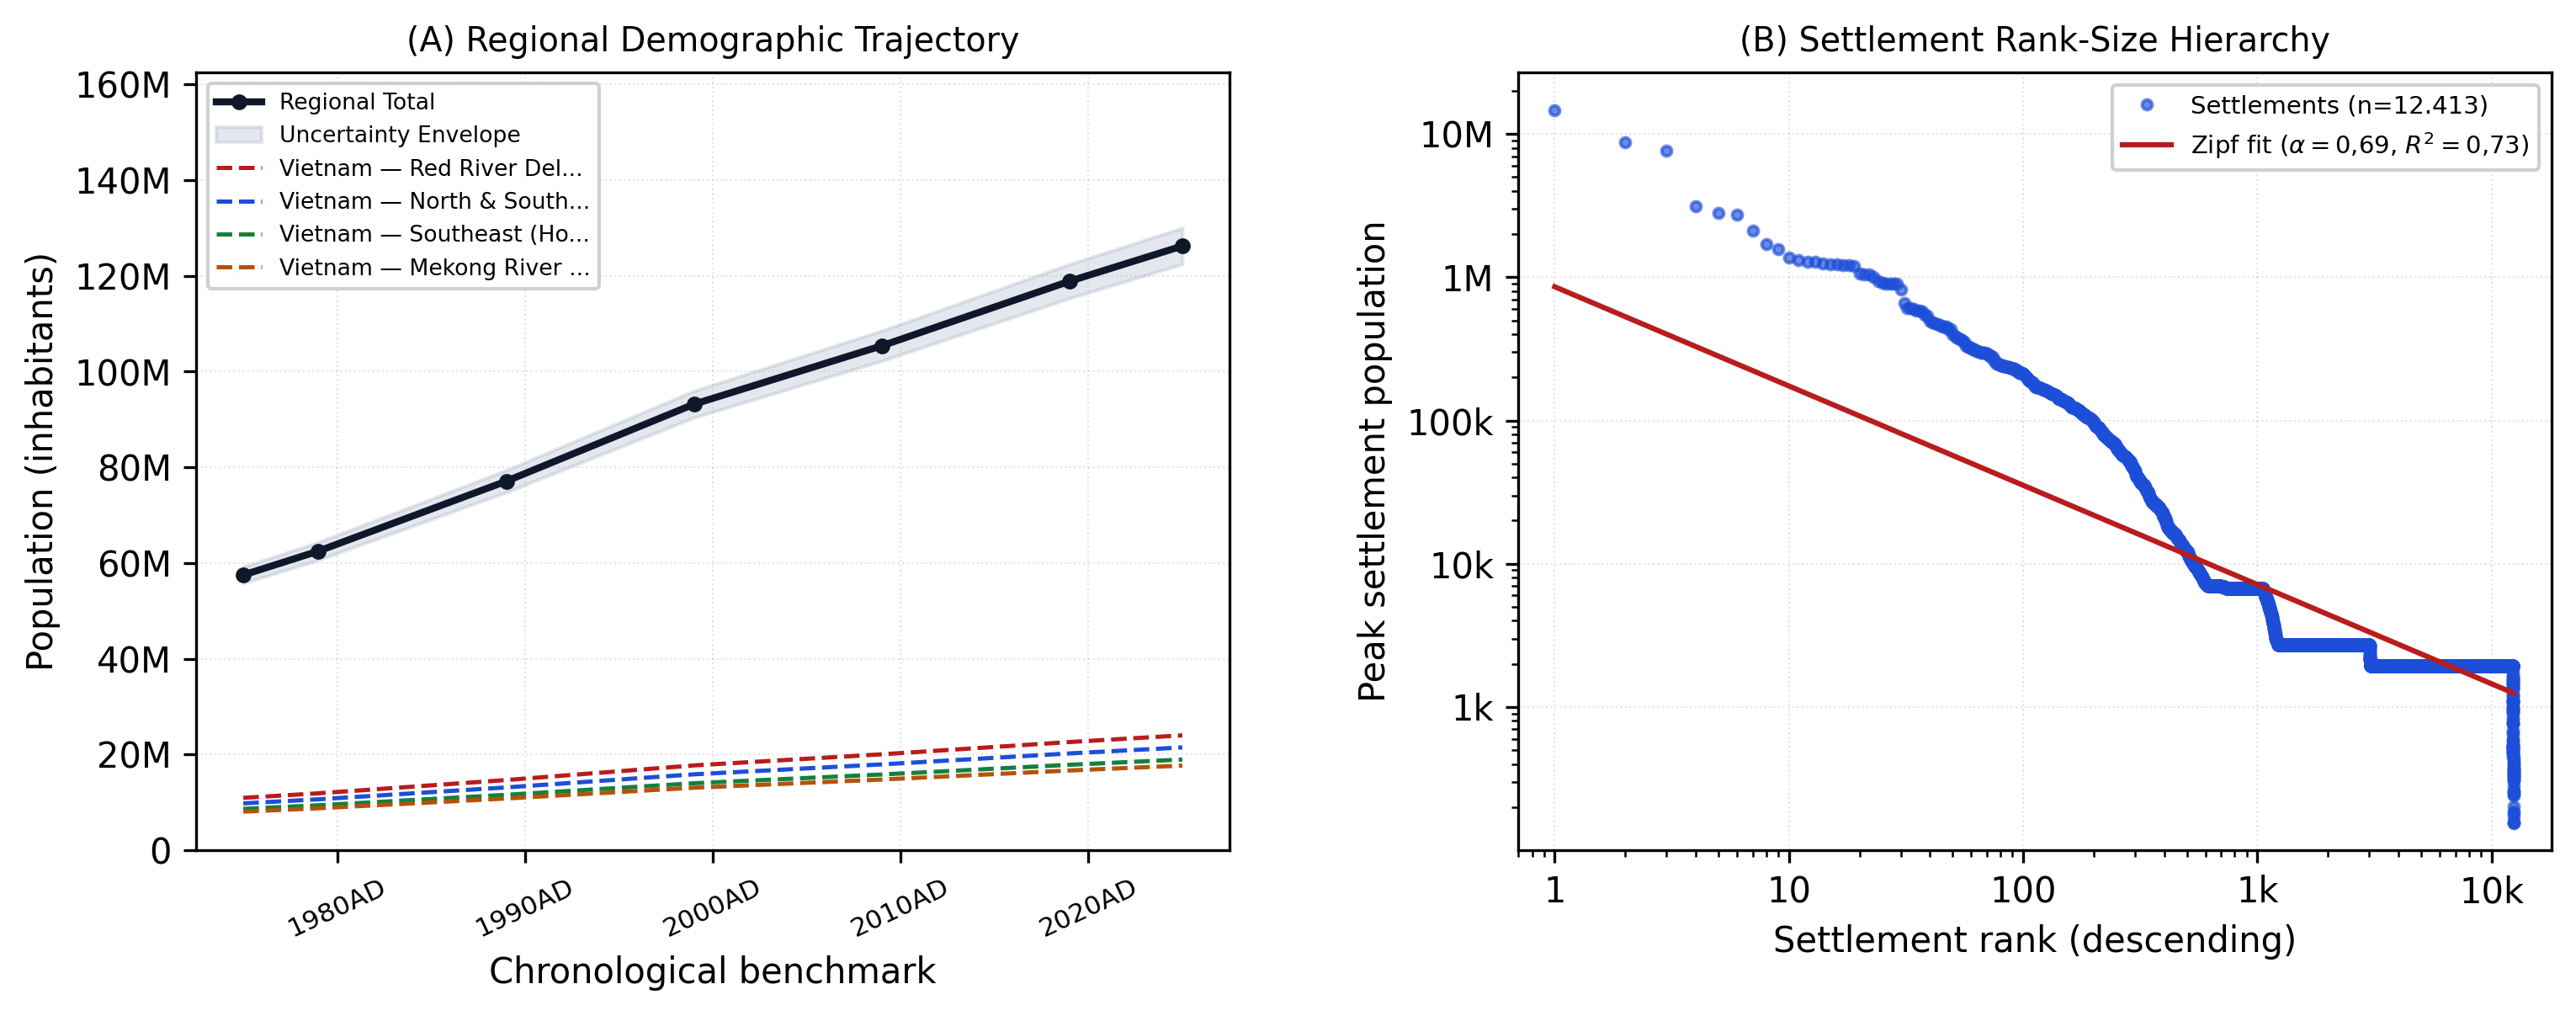 (A) Regional Demographic Trajectory
Population (inhabitants)
160M
140M
120M
100M
80M
60M
40M
20M
0
Regional Total
Uncertainty Envelope
Vietnam — Red River Del...
Vietnam — North & South...
Vietnam — Southeast (Ho...
Vietnam — Mekong River ...
1980AD
1990AD
2000AD
2010AD
2020AD
Chronological benchmark
(B) Settlement Rank-Size Hierarchy
Peak settlement population
10M
1M
100k
10k
1k
Settlements (n=12.413)
Zipf fit (α = 0,69, R² = 0,73)
1
10
100
1k
10k
Settlement rank (descending)